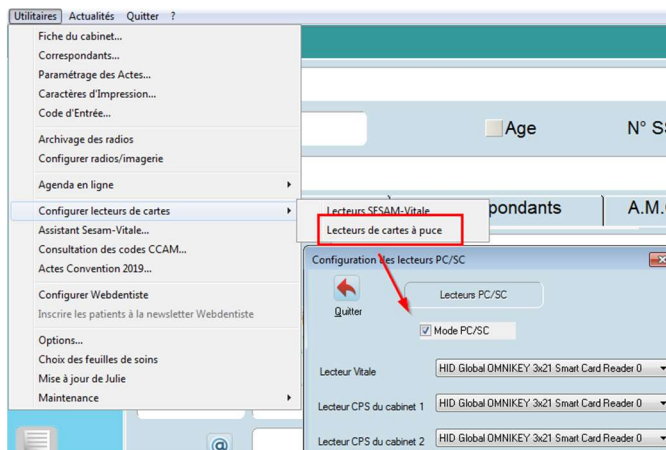 Utilitaires Actualités Quitter ?
Fiche du cabinet...
Correspondants...
Paramétrage des Actes...
Caractères d'Impression...
Code d'Entrée...
Archivage des radios
Configurer radios/imagerie
Agenda en ligne
Configurer lecteurs de cartes
Assistant Sesam-Vitale...
Consultation des codes CCAM...
Actes Convention 2019...
Configurer Webdentiste
Inscrire les patients à la newsletter Webdentiste
Options...
Choix des feuilles de soins
Mise à jour de Julie
Maintenance
Lecteurs SESAM-Vitale
Lecteurs de cartes à puce
Age N° S
pondants A.M.
Configuration des lecteurs PC/SC
Quitter
Lecteurs PC/SC
Mode PC/SC
Lecteur Vitale HID Global OMNIKEY 3x21 Smart Card Reader 0
Lecteur CPS du cabinet 1 HID Global OMNIKEY 3x21 Smart Card Reader 0
Lecteur CPS du cabinet 2 HID Global OMNIKEY 3x21 Smart Card Reader 0
@